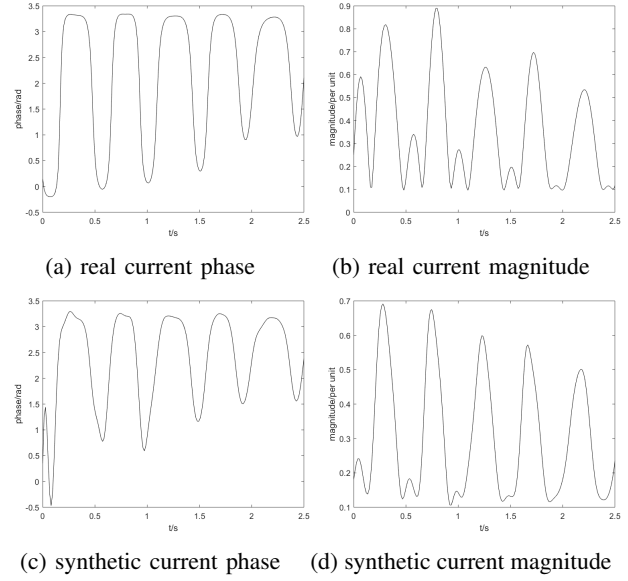 3.5
3
2.5
2
1.5
1
0.5
0
-0.5
phase/rad
0 0.5 1 1.5 2 2.5
t/s
(a) real current phase
0.9
0.8
0.7
0.6
0.5
0.4
0.3
0.2
0.1
0
magnitude/per unit
0 0.5 1 1.5 2 2.5
t/s
(b) real current magnitude
3.5
3
2.5
2
1.5
1
0.5
0
-0.5
phase/rad
0 0.5 1 1.5 2 2.5
t/s
(c) synthetic current phase
0.7
0.6
0.5
0.4
0.3
0.2
0.1
magnitude/per unit
0 0.5 1 1.5 2 2.5
t/s
(d) synthetic current magnitude